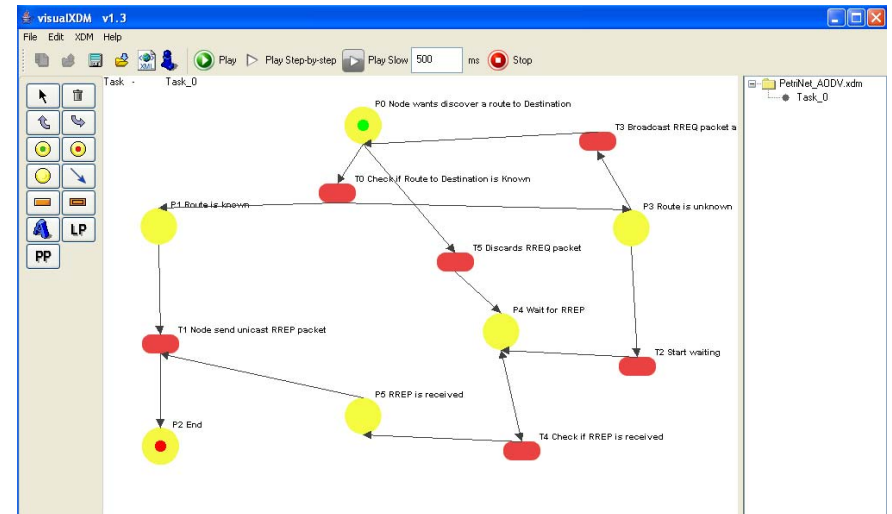 visualXDM v1.3
File Edit XDM Help
XML Play Play Step-by-step Play Slow 500 ms Stop
Task - Task_0
PetriNet_AODV.xdm
Task_0
P0 Node wants discover a route to Destination
T3 Broadcast RREQ packet a
T0 Check if Route to Destination is Known
P1 Route is known
P3 Route is unknown
T5 Discards RREQ packet
LP
PP
P4 Wait for RREP
T1 Node send unicast RREP packet
T2 Start waiting
P5 RREP is received
P2 End
T4 Check if RREP is received